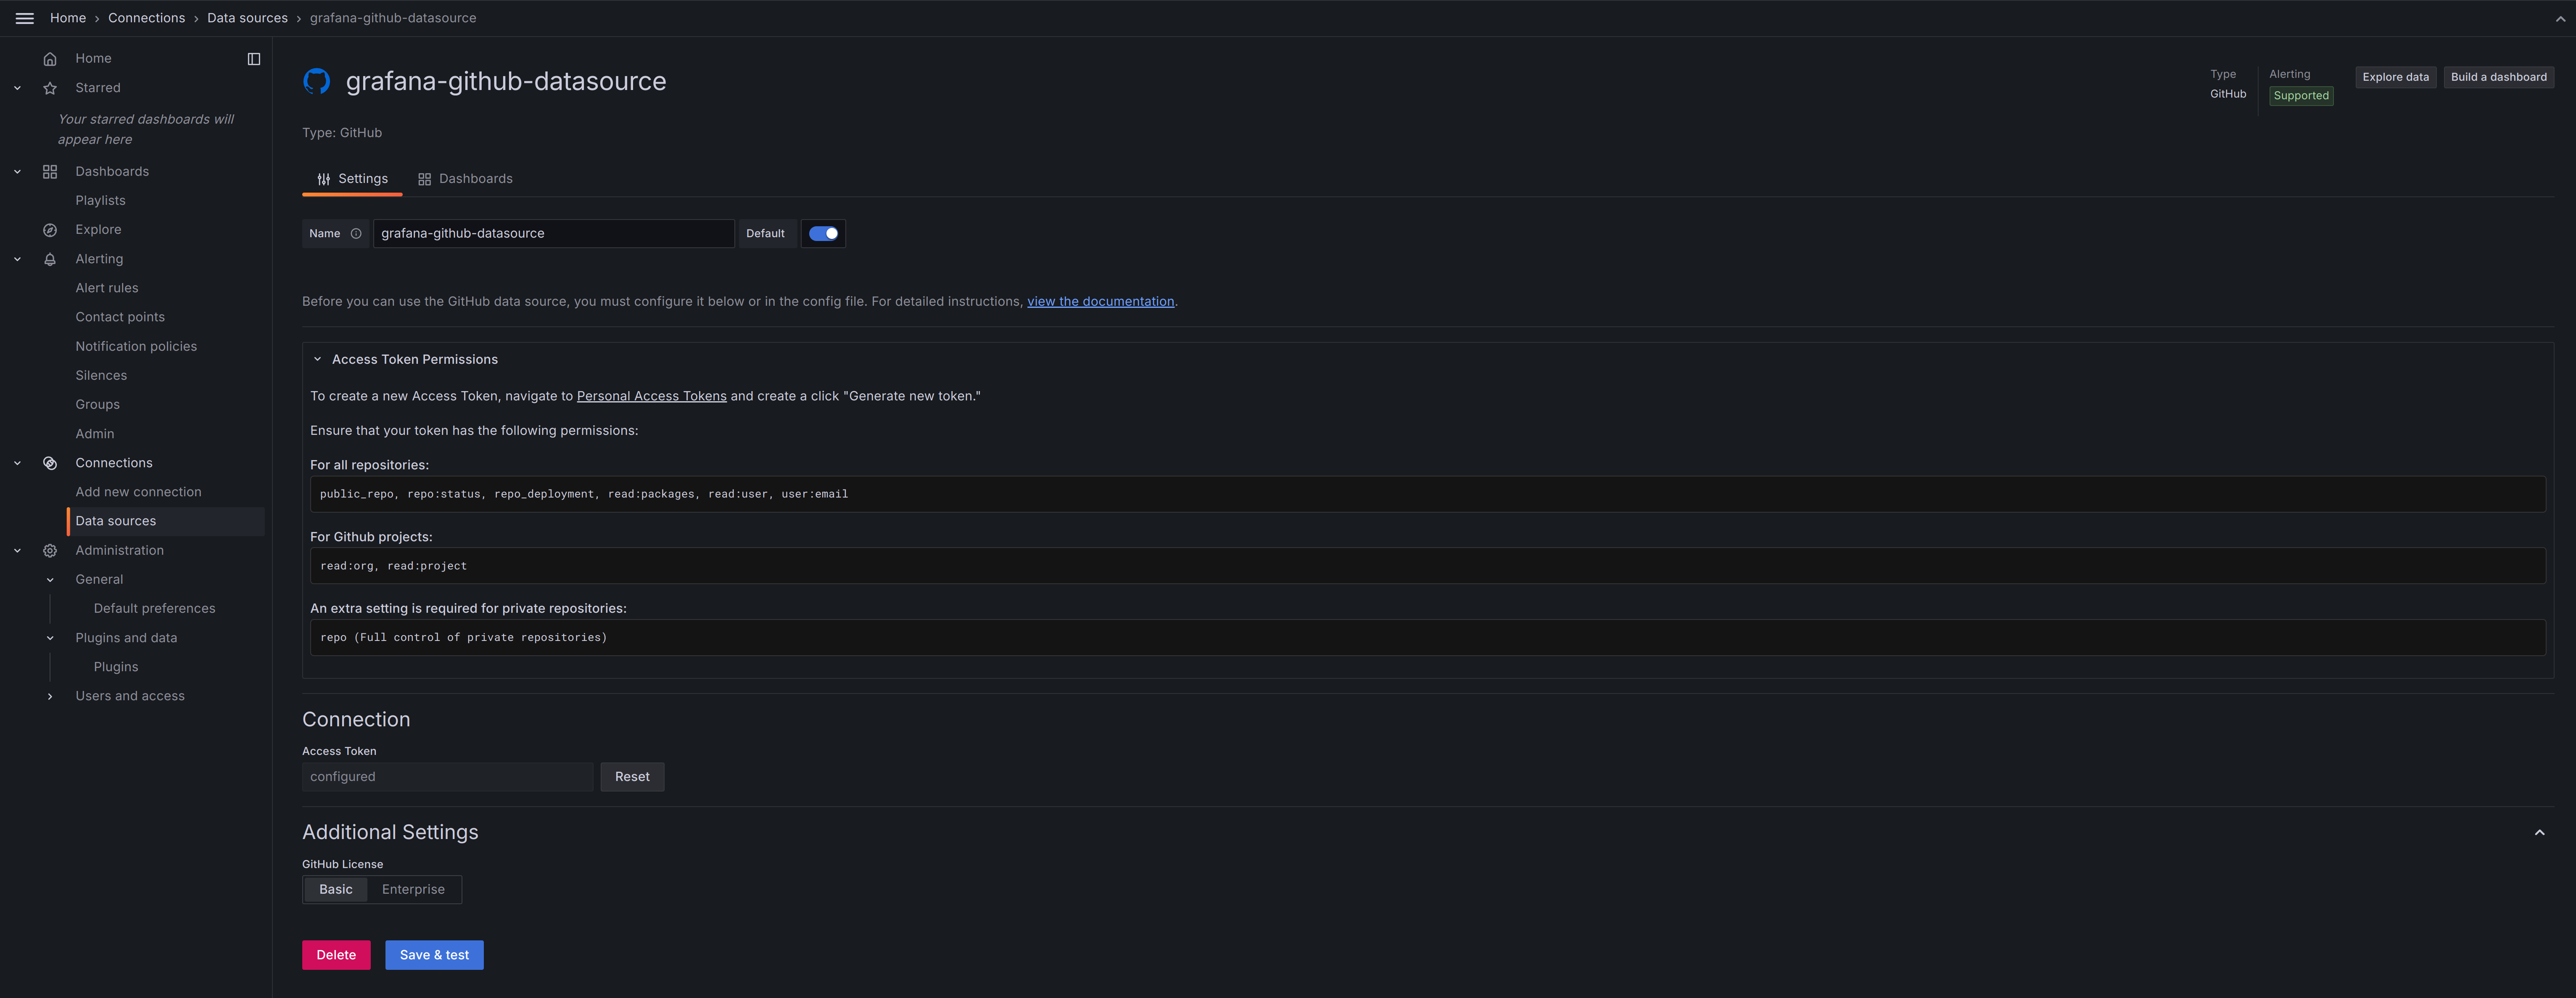 Home › Connections › Data sources › grafana-github-datasource
Home
Starred
Your starred dashboards will
appear here
Dashboards
Playlists
Explore
Alerting
Alert rules
Contact points
Notification policies
Silences
Groups
Admin
Connections
Add new connection
Data sources
Administration
General
Default preferences
Plugins and data
Plugins
Users and access
grafana-github-datasource
Type
GitHub
Alerting
Supported
Explore data
Build a dashboard
Type: GitHub
Settings
Dashboards
Name
grafana-github-datasource
Default
Before you can use the GitHub data source, you must configure it below or in the config file. For detailed instructions, view the documentation.
Access Token Permissions
To create a new Access Token, navigate to Personal Access Tokens and create a click "Generate new token."
Ensure that your token has the following permissions:
For all repositories:
public_repo, repo:status, repo_deployment, read:packages, read:user, user:email
For Github projects:
read:org, read:project
An extra setting is required for private repositories:
repo (Full control of private repositories)
Connection
Access Token
configured
Reset
Additional Settings
GitHub License
Basic
Enterprise
Delete
Save & test